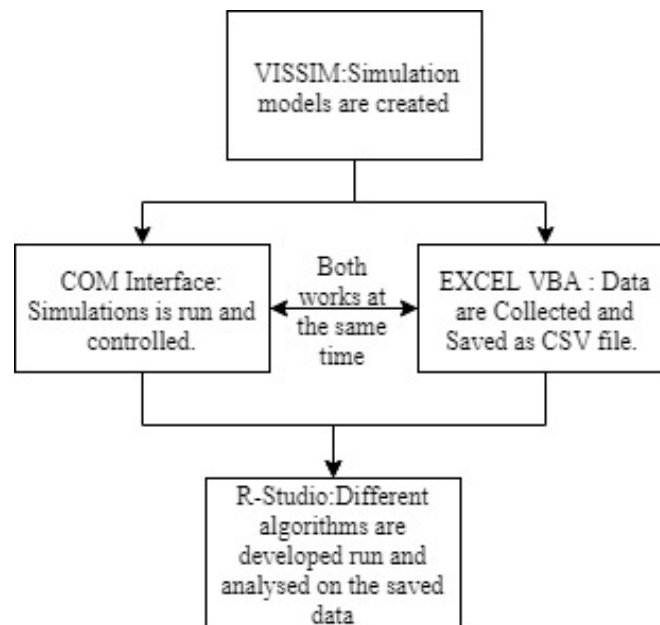 VISSIM:Simulation
models are created
COM Interface:
Simulations is run and
controlled.
Both
works at
the same
time
EXCEL VBA : Data
are Collected and
Saved as CSV file.
R-Studio:Different
algorithms are
developed run and
analysed on the saved
data